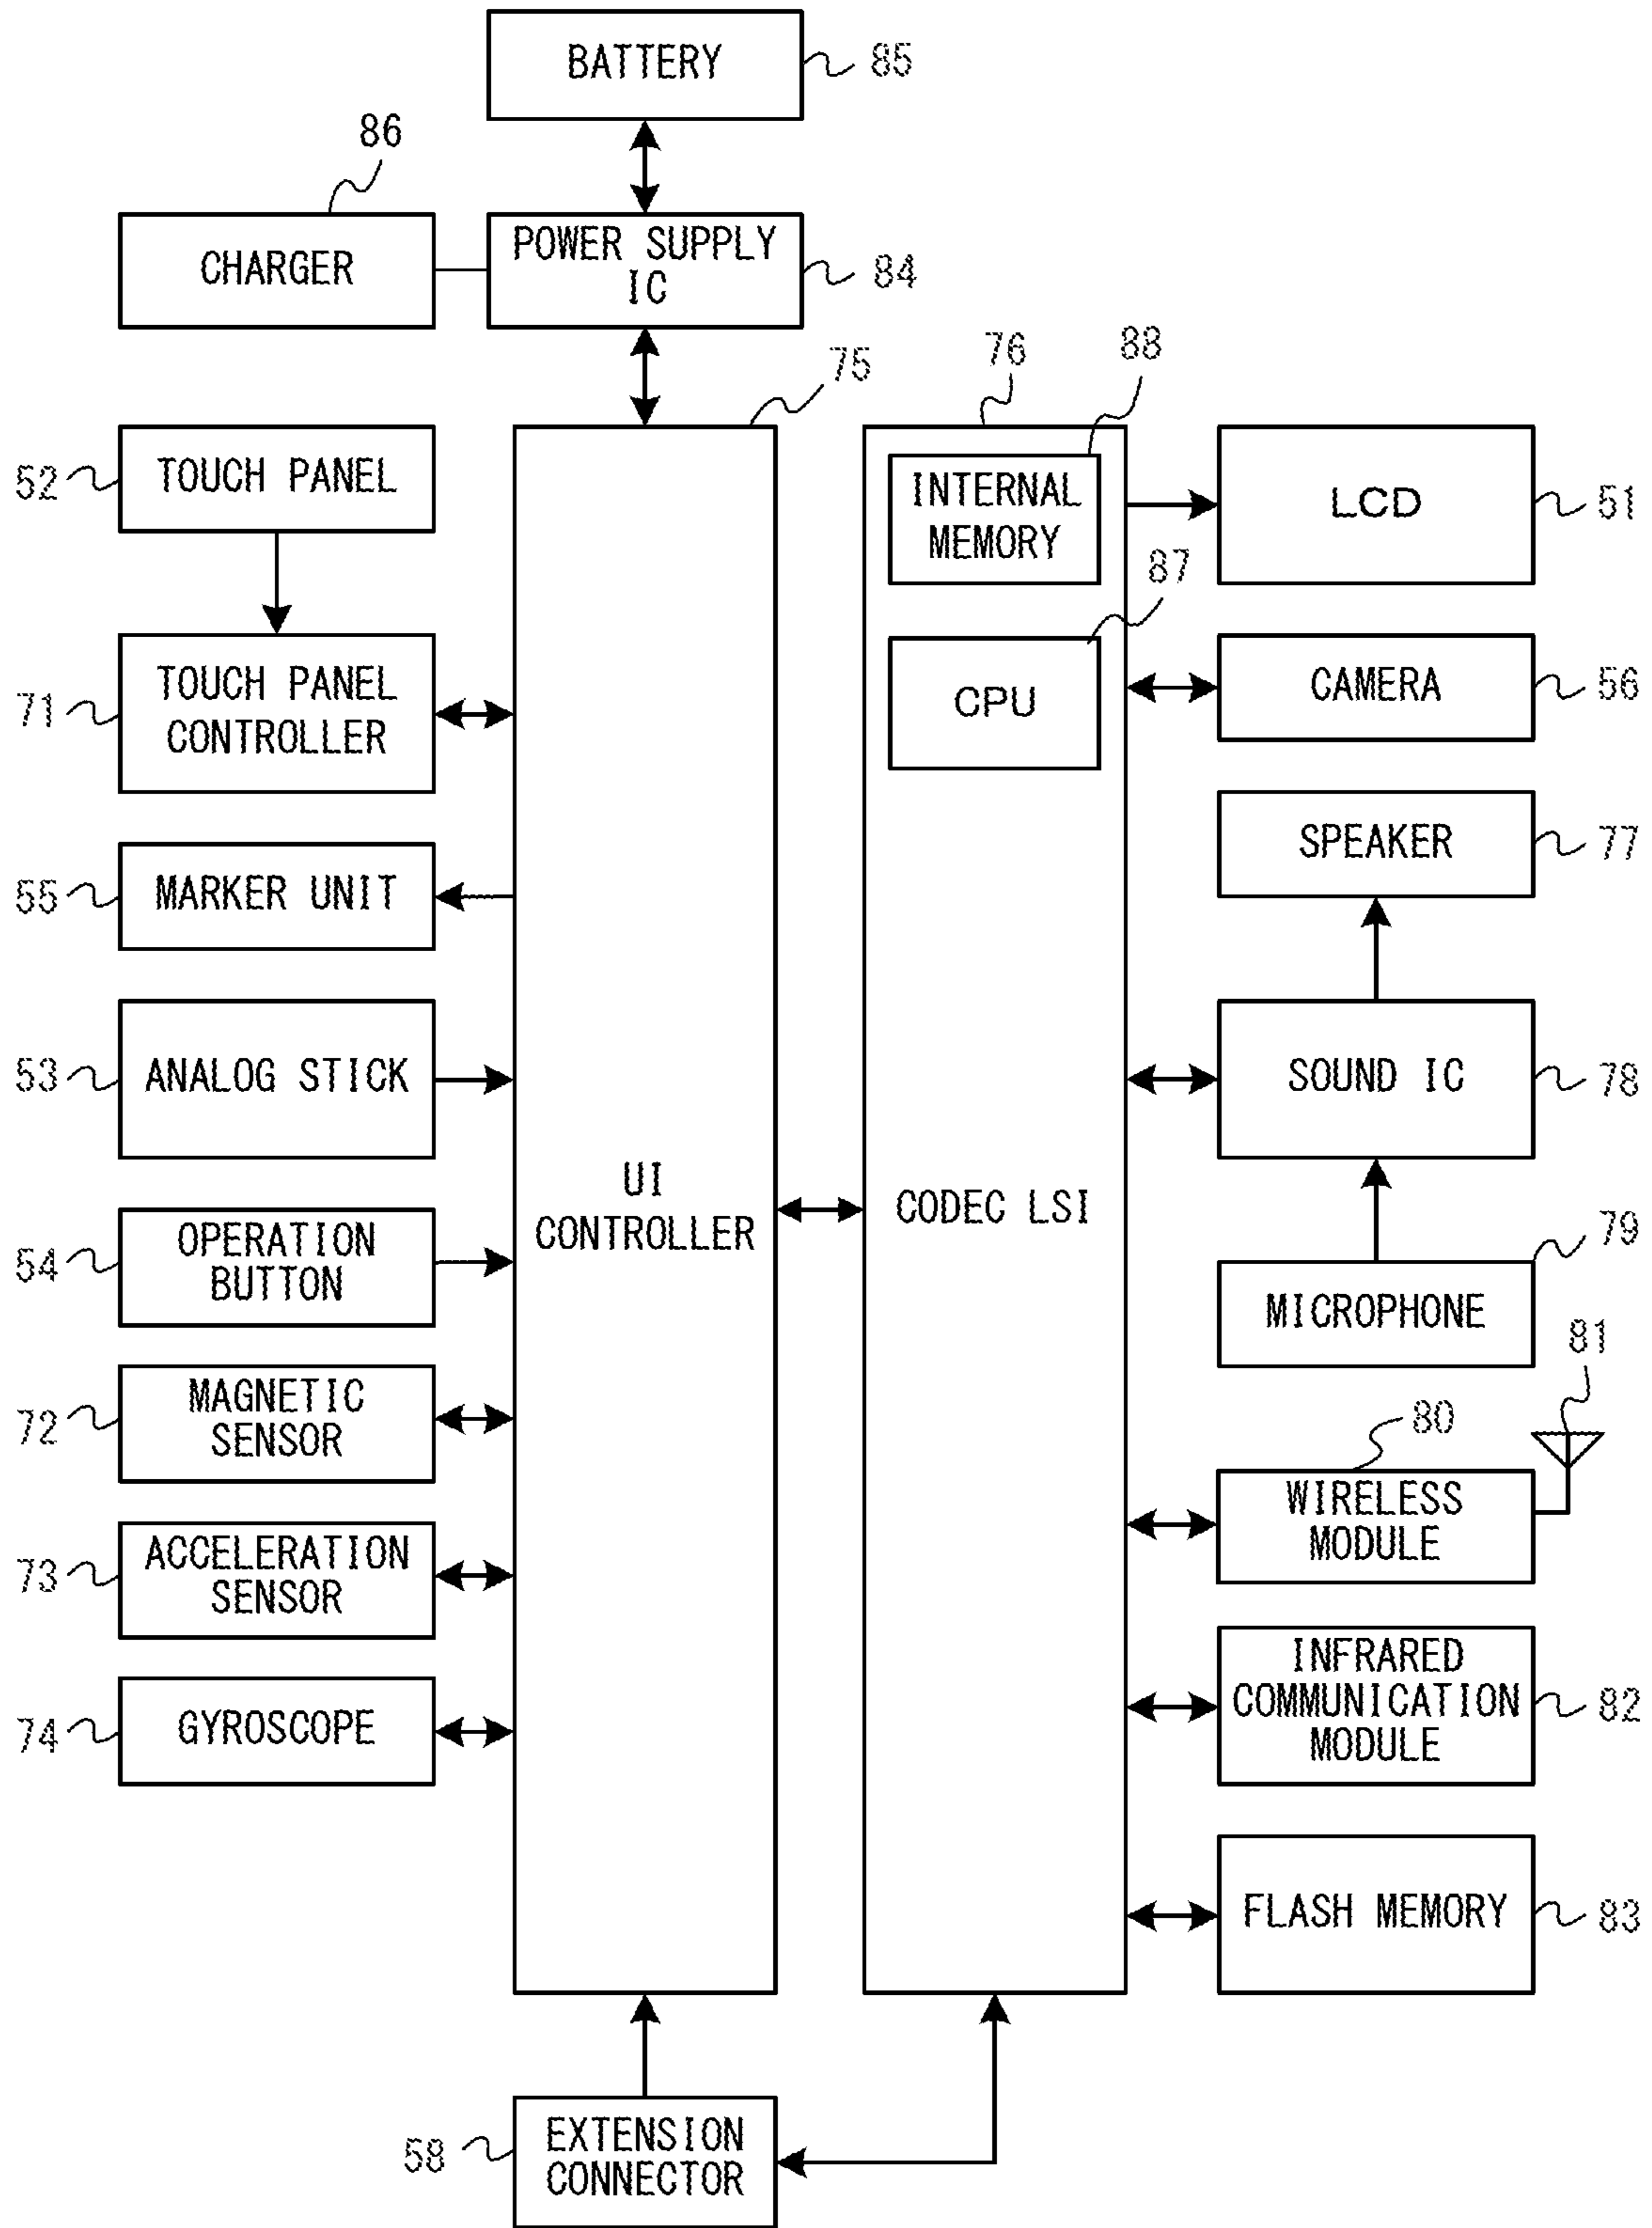 BATTERY
85
86
CHARGER
POWER SUPPLY
IC
84
75
76
88
52
TOUCH PANEL
INTERNAL
MEMORY
LCD
51
87
71
TOUCH PANEL
CONTROLLER
CPU
CAMERA
56
SPEAKER
77
55
MARKER UNIT
53
ANALOG STICK
SOUND IC
78
UI
CONTROLLER
CODEC LSI
54
OPERATION
BUTTON
79
MICROPHONE
81
72
MAGNETIC
SENSOR
80
WIRELESS
MODULE
73
ACCELERATION
SENSOR
INFRARED
COMMUNICATION
MODULE
82
74
GYROSCOPE
FLASH MEMORY
83
58
EXTENSION
CONNECTOR